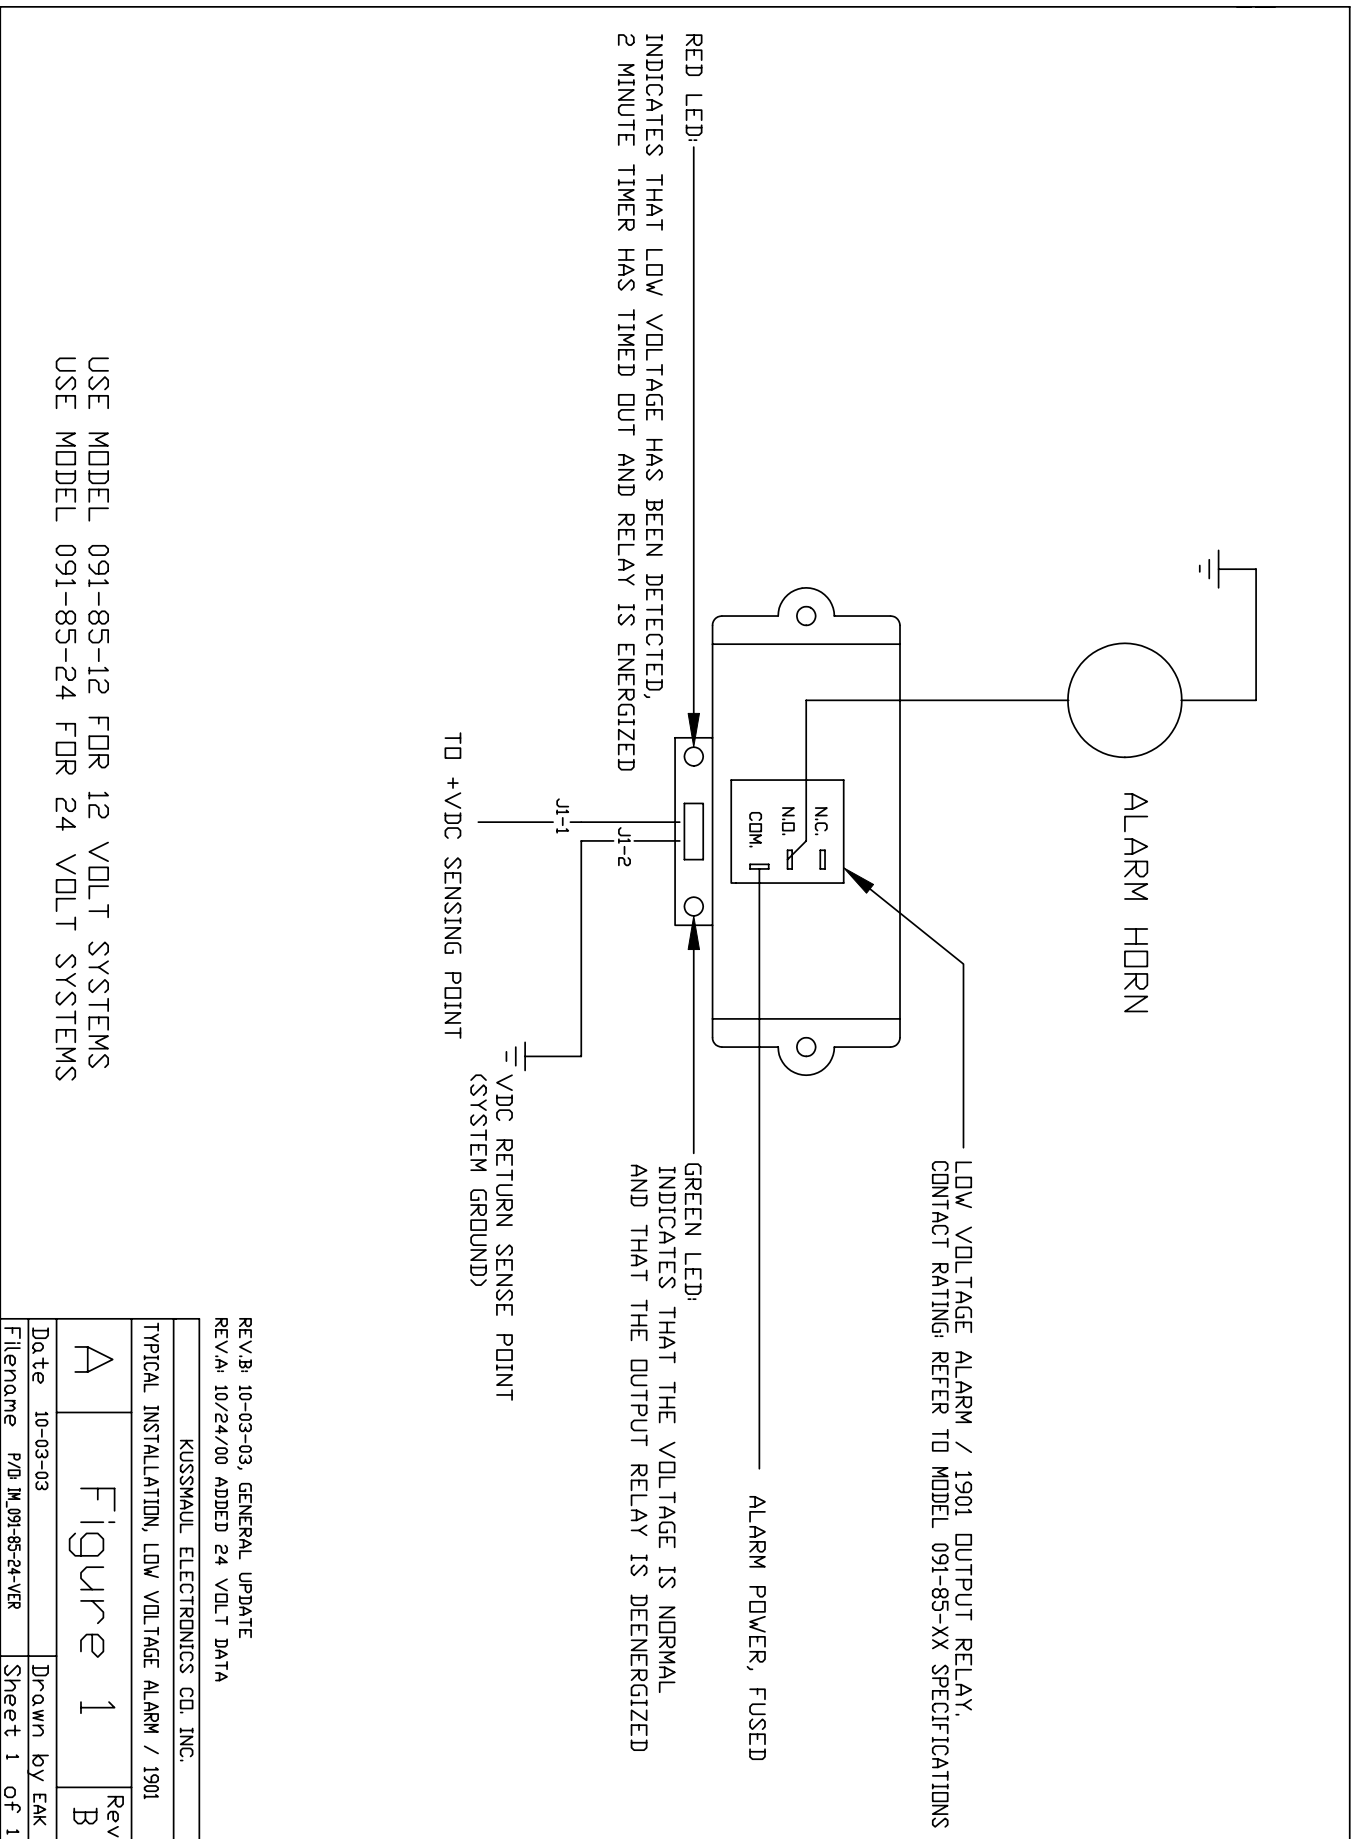 ALARM HORN
LOW VOLTAGE ALARM / 1901 OUTPUT RELAY.
CONTACT RATING: REFER TO MODEL 091-85-XX SPECIFICATIONS
N.C.
N.O.
COM.
ALARM POWER, FUSED
RED LED:
INDICATES THAT LOW VOLTAGE HAS BEEN DETECTED,
2 MINUTE TIMER HAS TIMED OUT AND RELAY IS ENERGIZED
GREEN LED:
INDICATES THAT THE VOLTAGE IS NORMAL
AND THAT THE OUTPUT RELAY IS DEENERGIZED
J1-2
J1-1
TO +VDC SENSING POINT
VDC RETURN SENSE POINT
(SYSTEM GROUND)
USE MODEL 091-85-12 FOR 12 VOLT SYSTEMS
USE MODEL 091-85-24 FOR 24 VOLT SYSTEMS
REV.B: 10-03-03, GENERAL UPDATE
REV.A: 10/24/00 ADDED 24 VOLT DATA
KUSSMAUL ELECTRONICS CO. INC.
TYPICAL INSTALLATION, LOW VOLTAGE ALARM / 1901
A
Figure 1
Rev
B
Date 10-03-03
Drawn by EAK
Filename P/O: IM_091-85-24-VER
Sheet 1 of 1